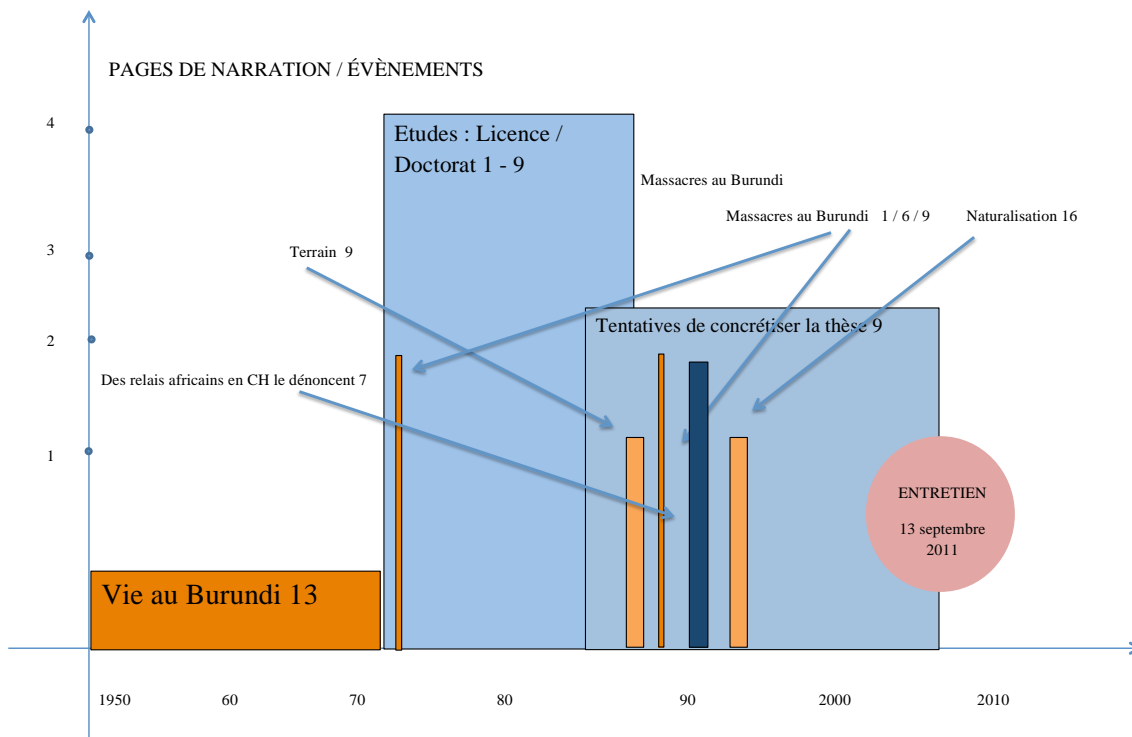 PAGES DE NARRATION / ÉVÈNEMENTS
4
Etudes : Licence /
Doctorat 1 - 9
Massacres au Burundi
Massacres au Burundi 1 / 6 / 9
Naturalisation 16
3
Terrain 9
2
Tentatives de concrétiser la thèse 9
Des relais africains en CH le dénoncent 7
1
ENTRETIEN
13 septembre
2011
Vie au Burundi 13
1950
60
70
80
90
2000
2010